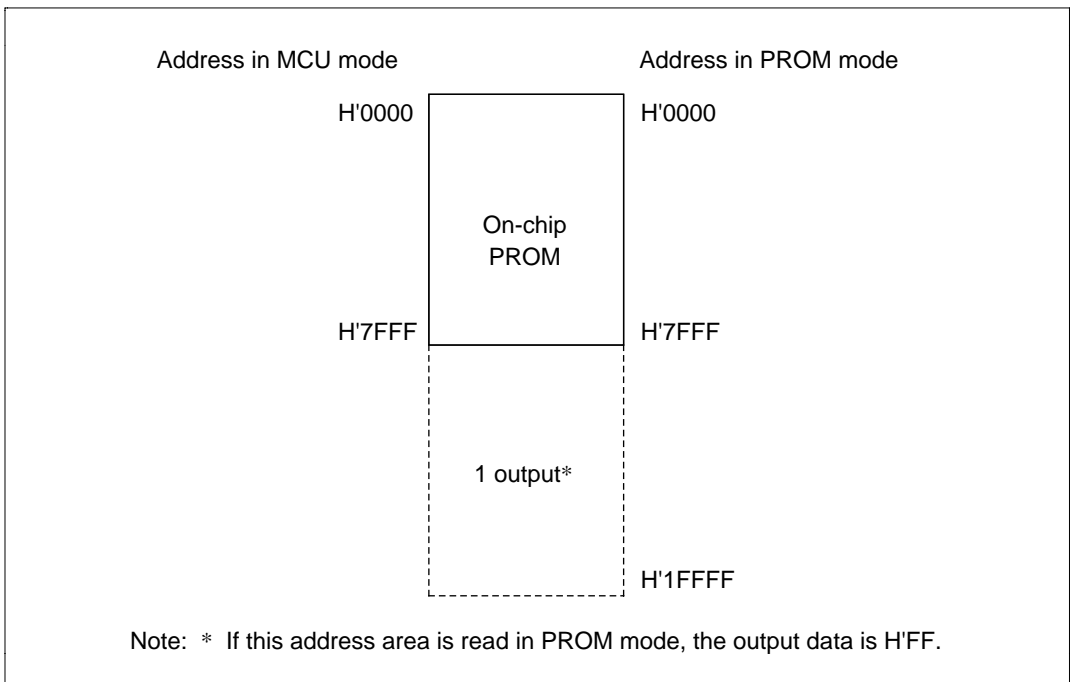 Address in MCU mode Address in PROM mode
H'0000 H'0000
On-chip
PROM
H'7FFF H'7FFF
1 output*
H'1FFFF
Note: * If this address area is read in PROM mode, the output data is H'FF.